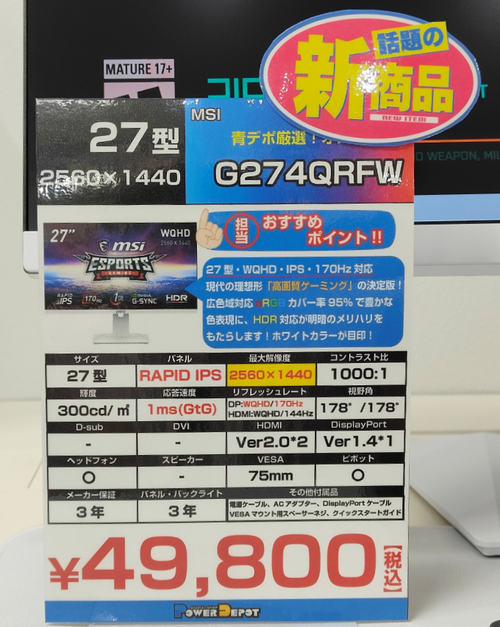 MATURE 17+
話題の
新商品
NEW ITEM
WEAPON,
MSI
27型
2560×1440
青デポ厳選!
G274QRFW
27"
WQHD
2560×1440
msi
ESPORTS
GAMING
RAPID IPS
170Hz
G-SYNC
HDR
担当
おすすめ
ポイント!!
27型・WQHD・IPS・170Hz対応
現代の理想形「高画質ゲーミング」の決定版!
広色域対応sRGBカバー率95%で豊かな
色表現に、HDR対応が明暗のメリハリを
もたらします!ホワイトカラーが目印!
サイズ パネル 最大解像度 コントラスト比
27型 RAPID IPS 2560×1440 1000:1
輝度 応答速度 リフレッシュレート 視野角
300cd/㎡ 1ms(GtG) DP:WQHD/170Hz HDMI:WQHD/144Hz 178°/178°
D-sub DVI HDMI DisplayPort
- - Ver2.0*2 Ver1.4*1
ヘッドフォン スピーカー VESA ピボット
○ - 75mm ○
メーカー保証 パネル・バックライト その他付属品
3年 3年 電源ケーブル、ACアダプター、DisplayPortケーブル
VESAマウント用スペーサーネジ、クイックスタートガイド
¥49,800【税込】
POWER DEPOT